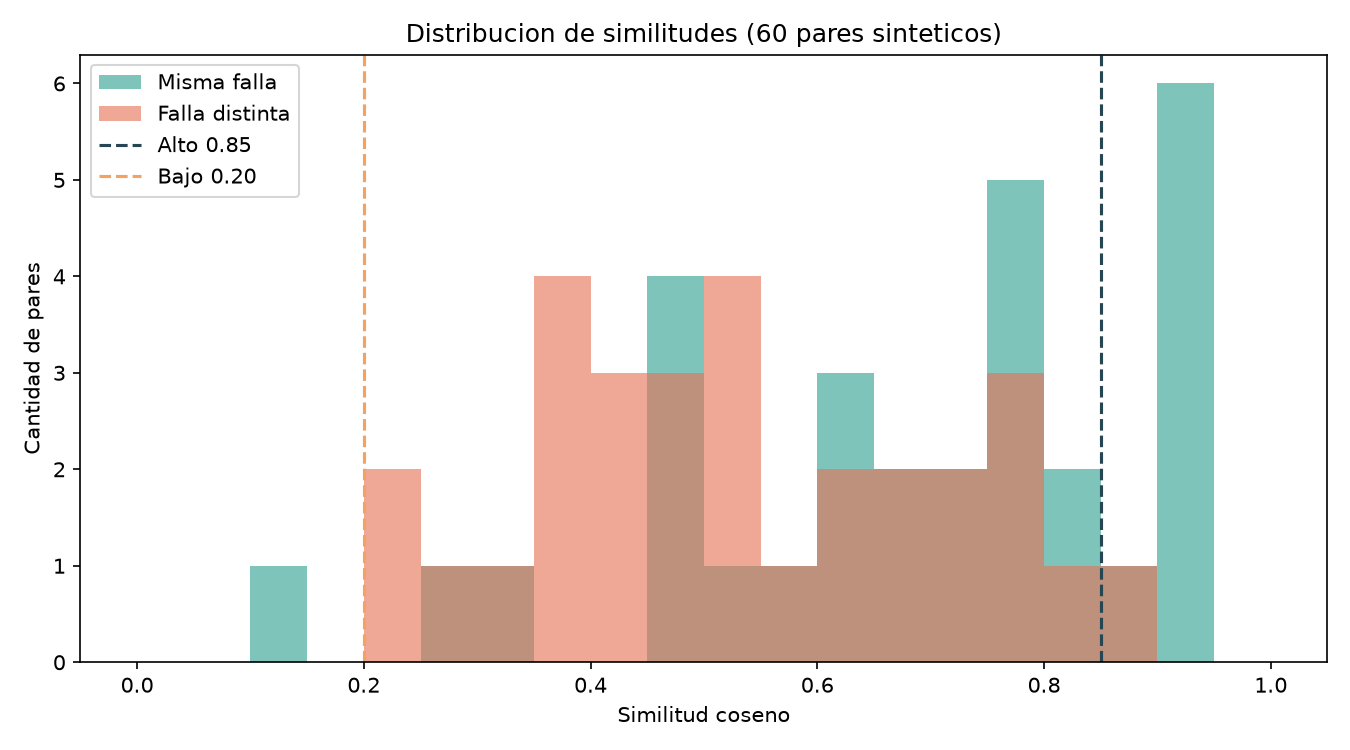 Distribucion de similitudes (60 pares sinteticos)
Misma falla
Falla distinta
Alto 0.85
Bajo 0.20
Cantidad de pares
6
5
4
3
2
1
0
0.0 0.2 0.4 0.6 0.8 1.0
Similitud coseno